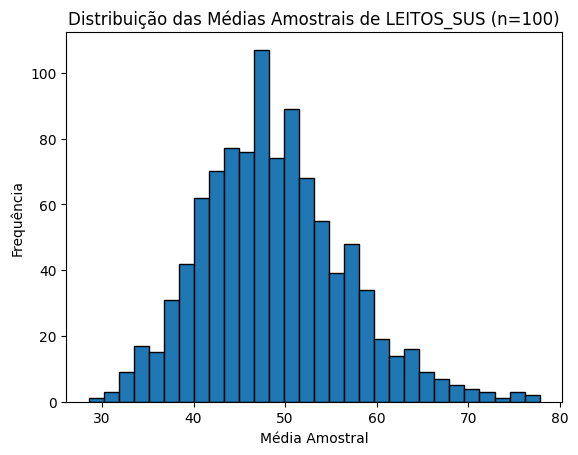 Distribuição das Médias Amostrais de LEITOS_SUS (n=100)
Frequência
100
80
60
40
20
0
30 40 50 60 70 80
Média Amostral